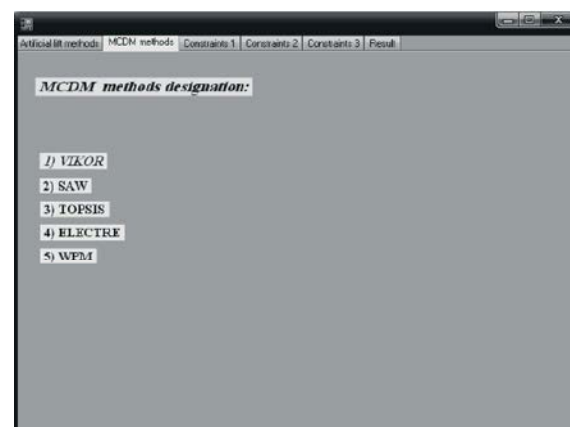 Artificial lift methods MCDM methods Constraints 1 Constraints 2 Constraints 3 Result
MCDM methods designation:
1) VIKOR
2) SAW
3) TOPSIS
4) ELECTRE
5) WPM